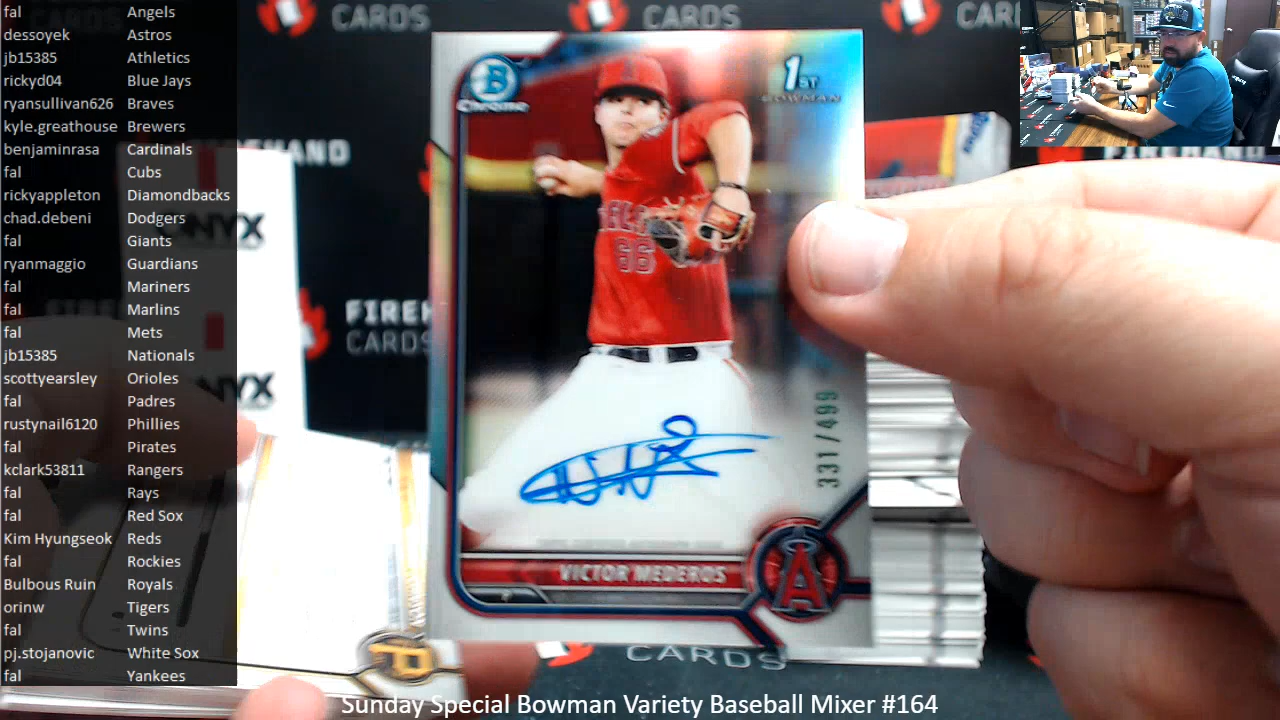 fal Angels
dessoyek Astros
jb15385 Athletics
rickyd04 Blue Jays
ryansullivan626 Braves
kyle.greathouse Brewers
benjaminrasa Cardinals
fal Cubs
rickyappleton Diamondbacks
chad.debeni Dodgers
fal Giants
ryanmaggio Guardians
fal Mariners
fal Marlins
fal Mets
jb15385 Nationals
scottyearsley Orioles
fal Padres
rustynail6120 Phillies
fal Pirates
kclark53811 Rangers
fal Rays
fal Red Sox
Kim Hyungseok Reds
fal Rockies
Bulbous Ruin Royals
orinw Tigers
fal Twins
pj.stojanovic White Sox
fal Yankees
CARDS
CARDS
CAR
B
Chrome
1ST
BOWMAN
66
331/499
VICTOR MEDEROS
P
A
ONYX
FIREH
CARDS
CARDS
Sunday Special Bowman Variety Baseball Mixer #164